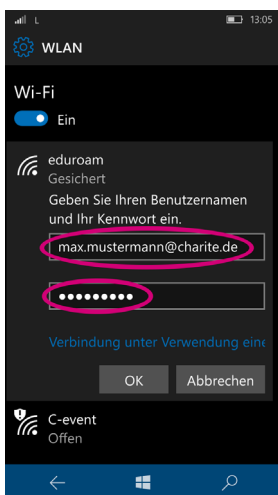 L 13:05
WLAN
Wi-Fi
Ein
eduroam
Gesichert
Geben Sie Ihren Benutzernamen
und Ihr Kennwort ein.
max.mustermann@charite.de
●●●●●●●●●
Verbindung unter Verwendung eine
OK Abbrechen
C-event
Offen